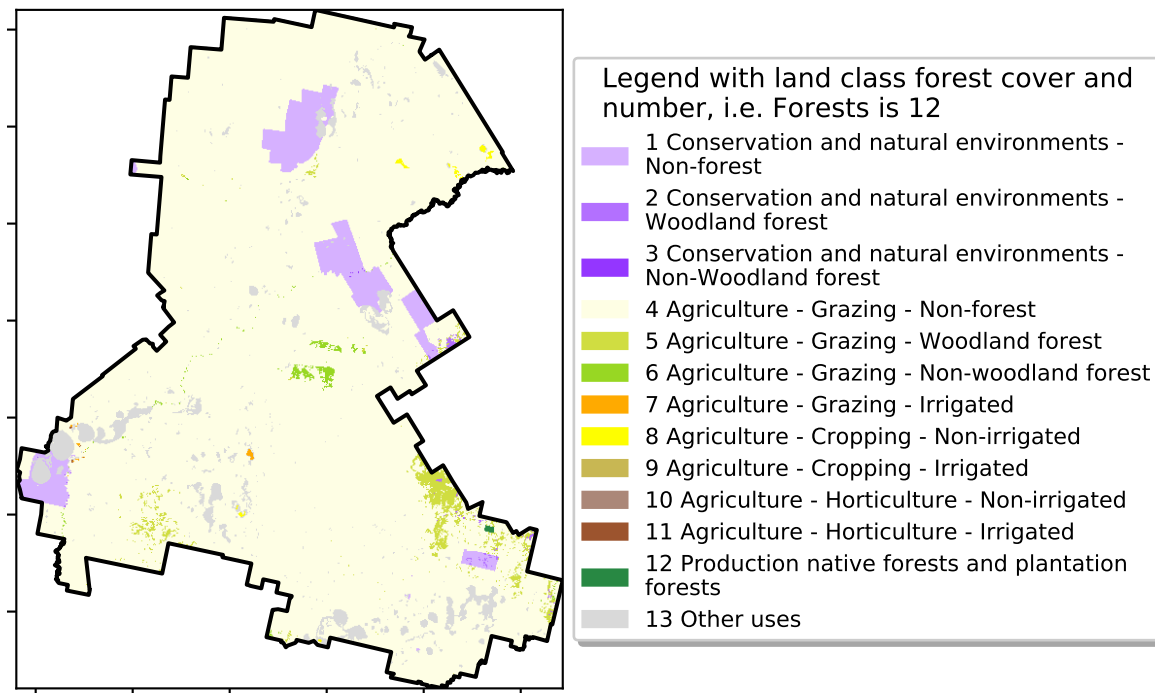 Legend with land class forest cover and
number, i.e. Forests is 12
1 Conservation and natural environments -
Non-forest
2 Conservation and natural environments -
Woodland forest
3 Conservation and natural environments -
Non-Woodland forest
4 Agriculture - Grazing - Non-forest
5 Agriculture - Grazing - Woodland forest
6 Agriculture - Grazing - Non-woodland forest
7 Agriculture - Grazing - Irrigated
8 Agriculture - Cropping - Non-irrigated
9 Agriculture - Cropping - Irrigated
10 Agriculture - Horticulture - Non-irrigated
11 Agriculture - Horticulture - Irrigated
12 Production native forests and plantation
forests
13 Other uses